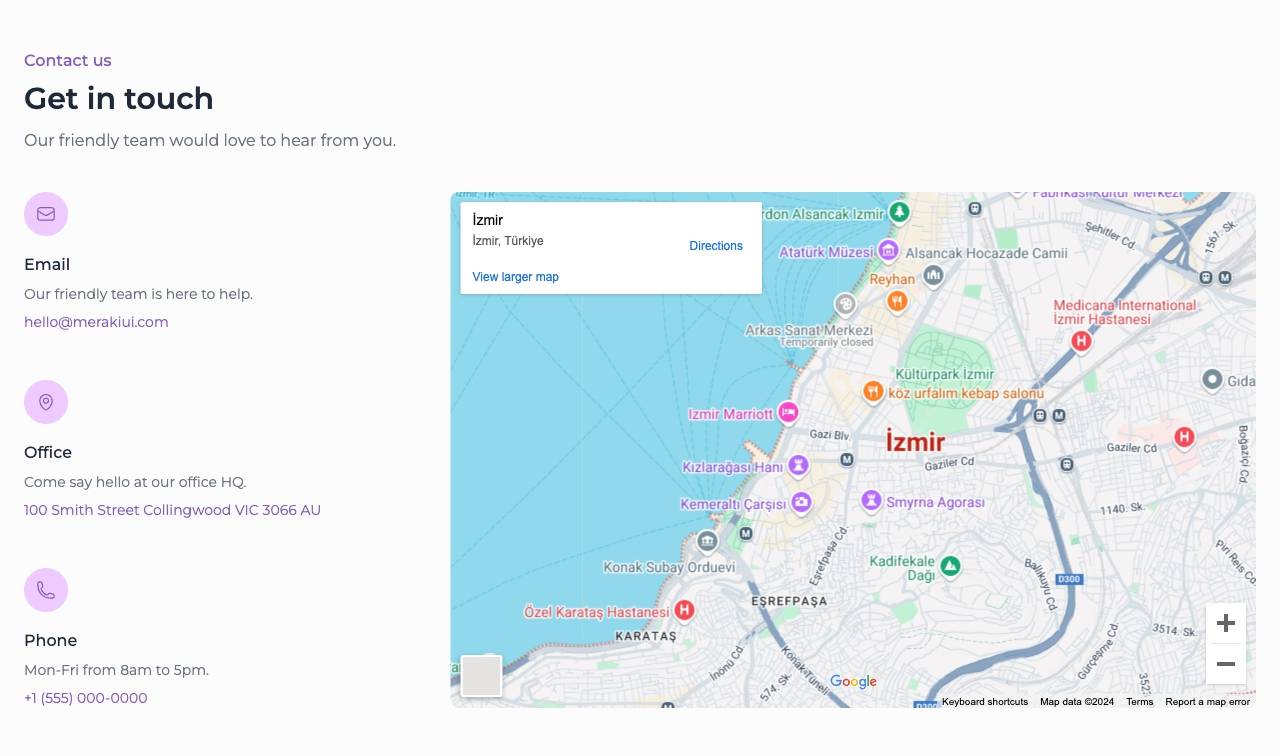 Contact us
Get in touch
Our friendly team would love to hear from you.
Email
Our friendly team is here to help.
hello@merakiui.com
Office
Come say hello at our office HQ.
100 Smith Street Collingwood VIC 3066 AU
Phone
Mon-Fri from 8am to 5pm.
+1 (555) 000-0000
İzmir
İzmir, Türkiye
Directions
View larger map
Fabrikası Kültür Merkezi
Alsancak İzmir
Şehitler Cd.
1567. Sk.
Atatürk Müzesi
Alsancak Hocazade Camii
Reyhan
Medicana International
İzmir Hastanesi
Arkas Sanat Merkezi
Temporarily closed
Kültürpark İzmir
köz urfalım kebap salonu
Gıda
Izmir Marriott
Gazi Blv.
M
M
M
H
H
İzmir
Gaziler Cd
Gaziler Cd.
Boğaziçi Cd.
Kızlarağası Hanı
Kemeraltı Çarşısı
Smyrna Agorası
1140. Sk.
M
Konak Subay Orduevi
Eşrefpaşa Cd.
Kadifekale
Dağı
Ballıkuyu Cd.
Piri Reis Cd.
D300
EŞREFPAŞA
Özel Karataş Hastanesi
H
KARATAŞ
3514. Sk.
Gürçeşme Cd.
İnönü Cd.
574. Sk.
Konak Tüneli
Google
D300
Keyboard shortcuts
Map data ©2024
Terms
Report a map error